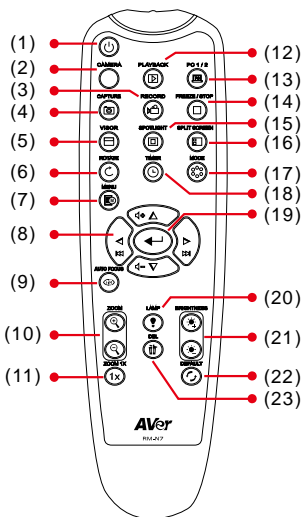 (1)
(2) CAMERA PLAYBACK PC 1 / 2 (12)
(13)
(3) CAPTURE RECORD FREEZE / STOP (14)
(4)
(15)
(5) VISOR SPOTLIGHT SPLIT SCREEN (16)
(6) ROTATE TIMER MODE (17)
(18)
(7) MENU
(19)
(8)
(9) AUTO FOCUS
(20)
ZOOM LAMP BRIGHTNESS
(10) (21)
DEL
ZOOM 1X DEFAULT
(11) 1x (22)
(23)
AVer
RM-N7